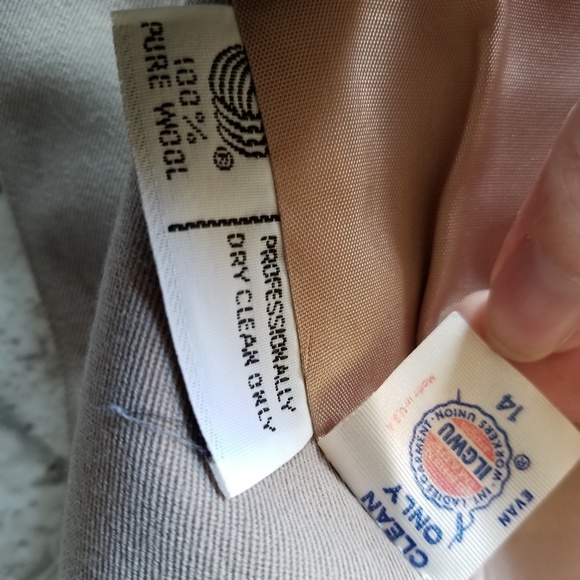 100%
PURE WOOL
®
PROFESSIONALLY
DRY CLEAN ONLY
14
Made in U.S.A.
ILGWU
®
EVAN
CLEAN
ONLY